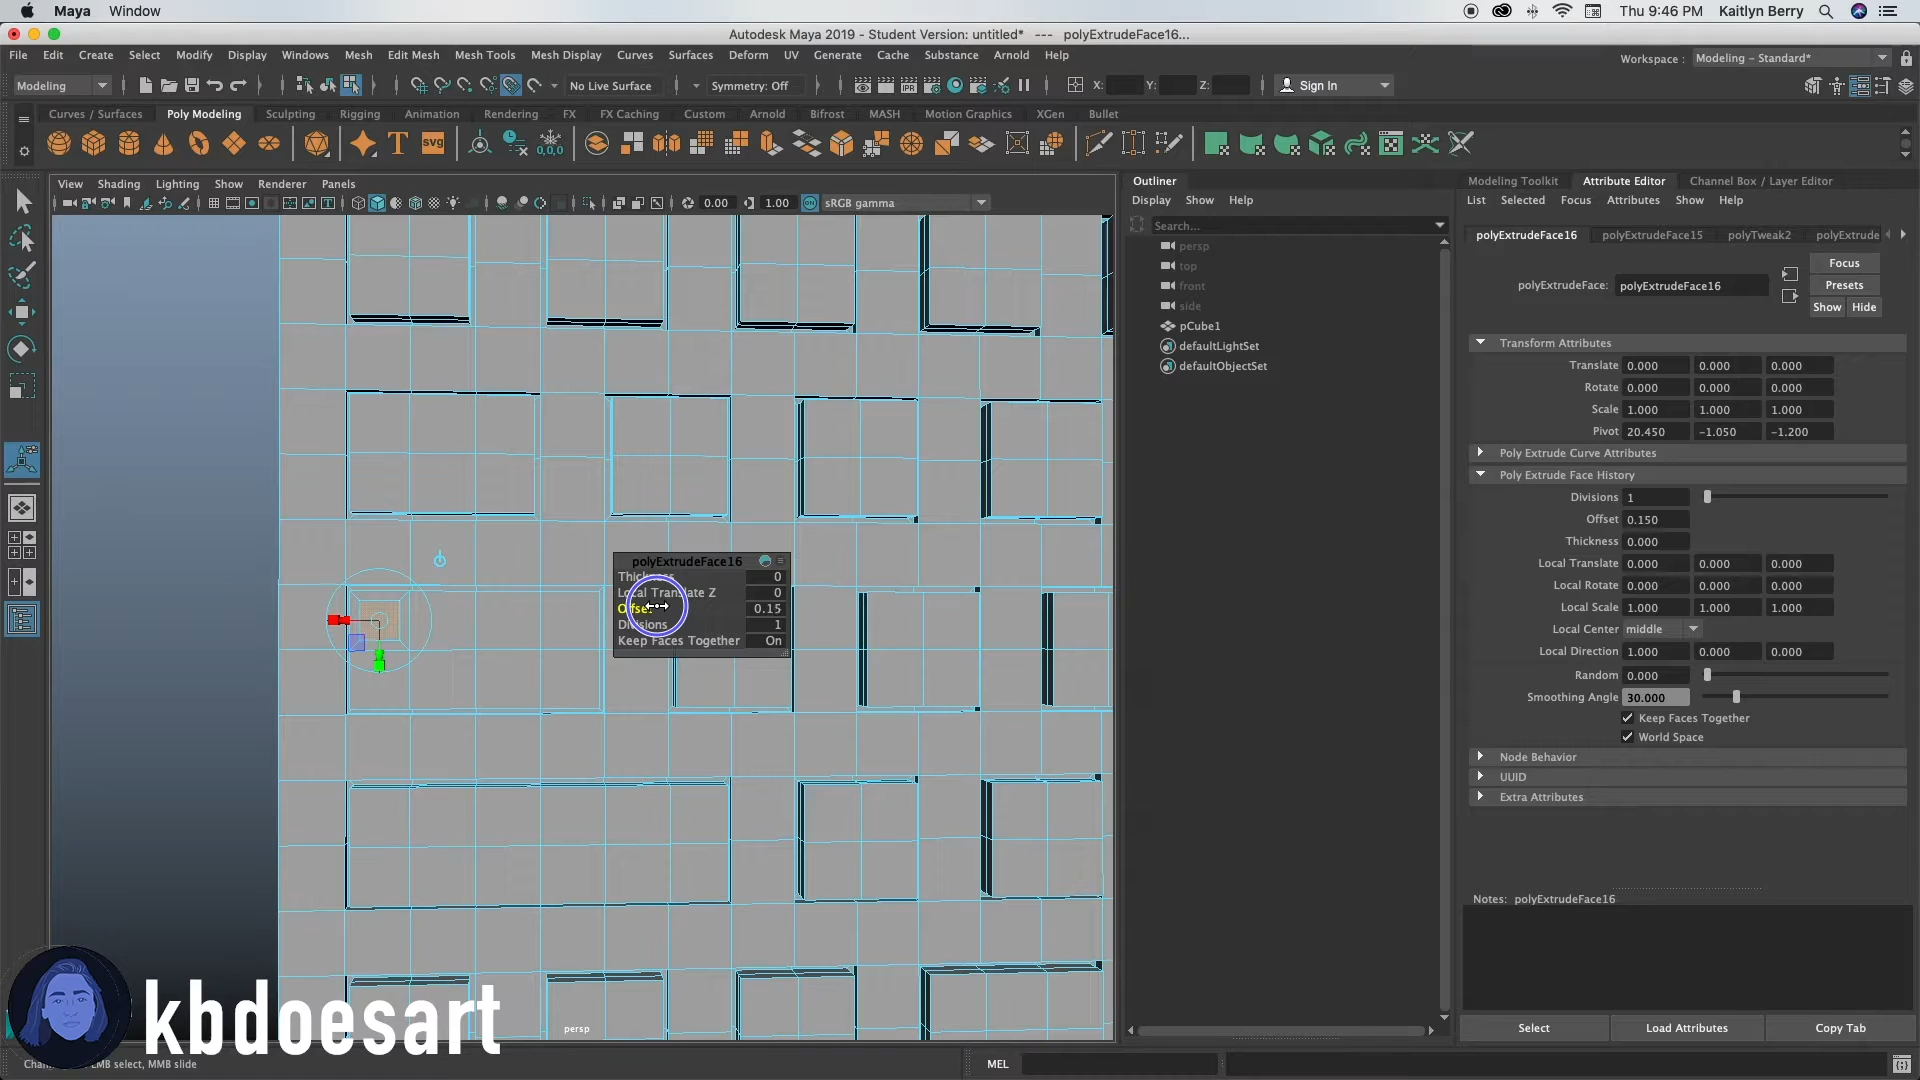 Maya Window Thu 9:46 PM Kaitlyn Berry
Autodesk Maya 2019 - Student Version: untitled* --- polyExtrudeFace16...
File Edit Create Select Modify Display Windows Mesh Edit Mesh Mesh Tools Mesh Display Curves Surfaces Deform UV Generate Cache Substance Arnold Help
Workspace : Modeling - Standard*
Modeling No Live Surface Symmetry: Off IPR X: Y: Z: Sign In
Curves / Surfaces Poly Modeling Sculpting Rigging Animation Rendering FX FX Caching Custom Arnold Bifrost MASH Motion Graphics XGen Bullet
T SVG 0,0,0
View Shading Lighting Show Renderer Panels
0.00 1.00 ON sRGB gamma
polyExtrudeFace16
Thickness 0
Local Translate Z 0
Offset 0.15
Divisions 1
Keep Faces Together On
persp
kbdoesart
Outliner
Display Show Help
Search...
persp
top
front
side
pCube1
defaultLightSet
defaultObjectSet
Modeling Toolkit Attribute Editor Channel Box / Layer Editor
List Selected Focus Attributes Show Help
polyExtrudeFace16 polyExtrudeFace15 polyTweak2 polyExtrude
Focus
polyExtrudeFace: polyExtrudeFace16 Presets
Show Hide
Transform Attributes
Translate 0.000 0.000 0.000
Rotate 0.000 0.000 0.000
Scale 1.000 1.000 1.000
Pivot 20.450 -1.050 -1.200
Poly Extrude Curve Attributes
Poly Extrude Face History
Divisions 1
Offset 0.150
Thickness 0.000
Local Translate 0.000 0.000 0.000
Local Rotate 0.000 0.000 0.000
Local Scale 1.000 1.000 1.000
Local Center middle
Local Direction 1.000 0.000 0.000
Random 0.000
Smoothing Angle 30.000
Keep Faces Together
World Space
Node Behavior
UUID
Extra Attributes
Notes: polyExtrudeFace16
Select Load Attributes Copy Tab
MMB select, MMB slide
MEL